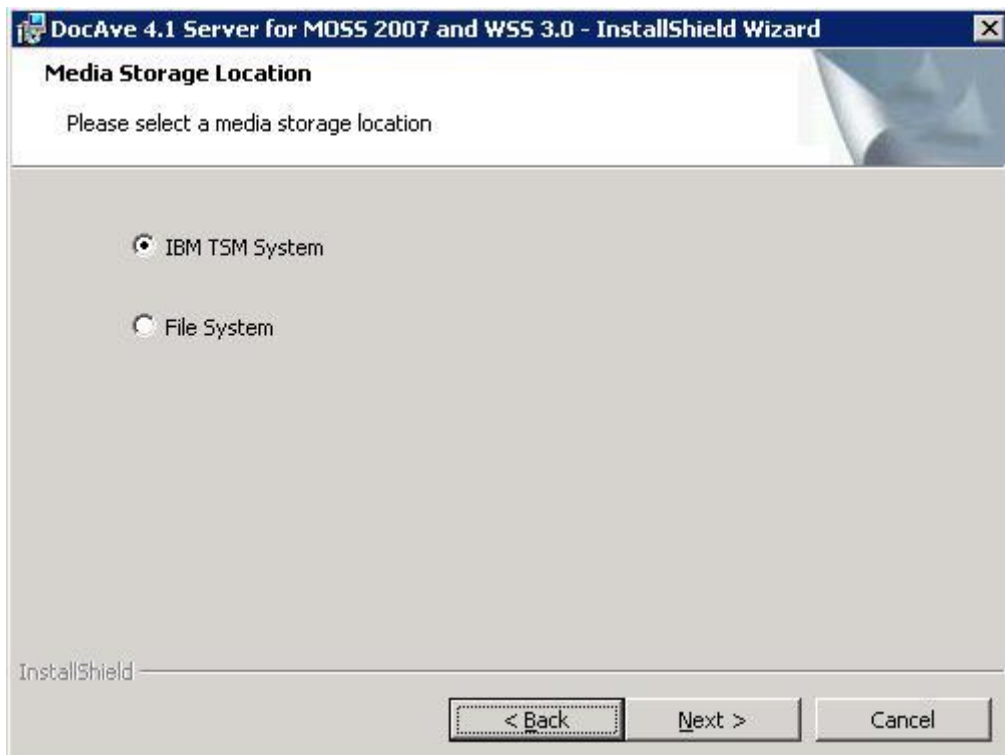 DocAve 4.1 Server for MOSS 2007 and WSS 3.0 - InstallShield Wizard
Media Storage Location
Please select a media storage location
IBM TSM System
File System
InstallShield
< Back
Next >
Cancel